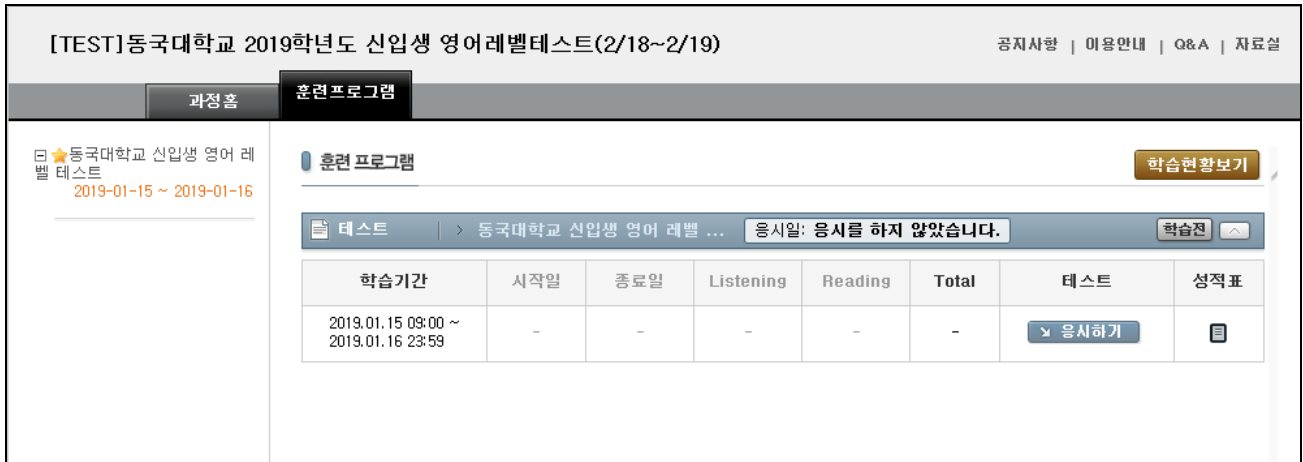 [TEST]동국대학교 2019학년도 신입생 영어레벨테스트(2/18~2/19)
공지사항 | 이용안내 | Q&A | 자료실
과정홈 훈련프로그램
동국대학교 신입생 영어 레
벨 테스트
2019-01-15 ~ 2019-01-16
훈련 프로그램
학습현황보기
테스트 > 동국대학교 신입생 영어 레벨 ... 응시일: 응시를 하지 않았습니다. 학습전
학습기간 시작일 종료일 Listening Reading Total 테스트 성적표
2019.01.15 09:00 ~
2019.01.16 23:59
- - - - - 응시하기